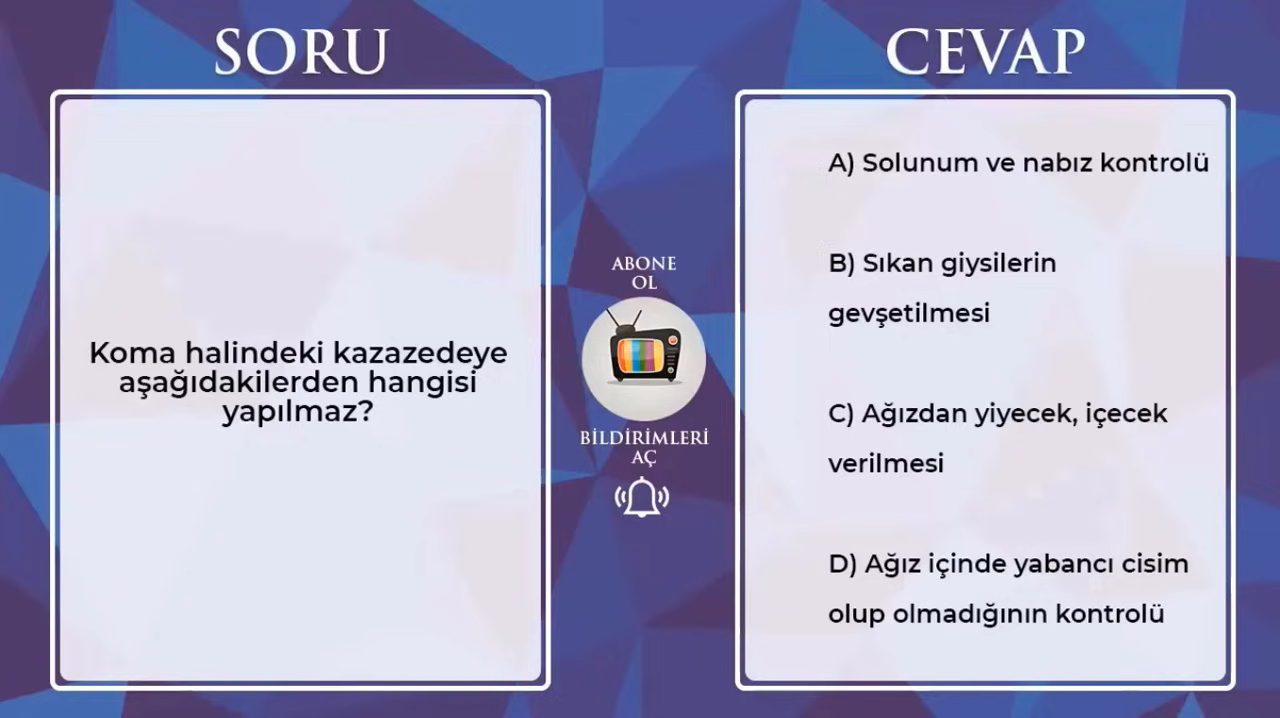 SORU
Koma halindeki kazazedeye
aşağıdakilerden hangisi
yapılmaz?
ABONE
OL
BİLDİRİMLERİ
AÇ
CEVAP
A) Solunum ve nabız kontrolü
B) Sıkan giysilerin
gevşetilmesi
C) Ağızdan yiyecek, içecek
verilmesi
D) Ağız içinde yabancı cisim
olup olmadığının kontrolü